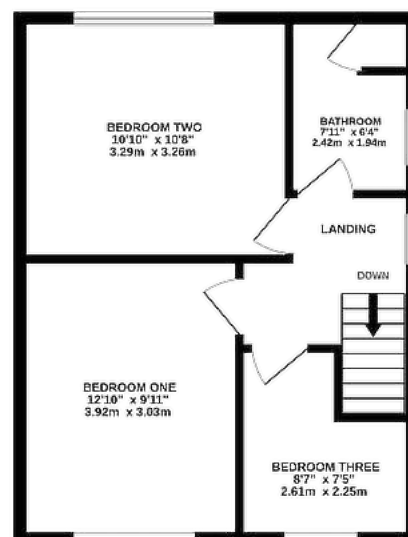 BEDROOM TWO
10'10" x 10'8"
3.29m x 3.26m
BATHROOM
7'11" x 6'4"
2.42m x 1.94m
LANDING
DOWN
BEDROOM ONE
12'10" x 9'11"
3.92m x 3.03m
BEDROOM THREE
8'7" x 7'5"
2.61m x 2.25m